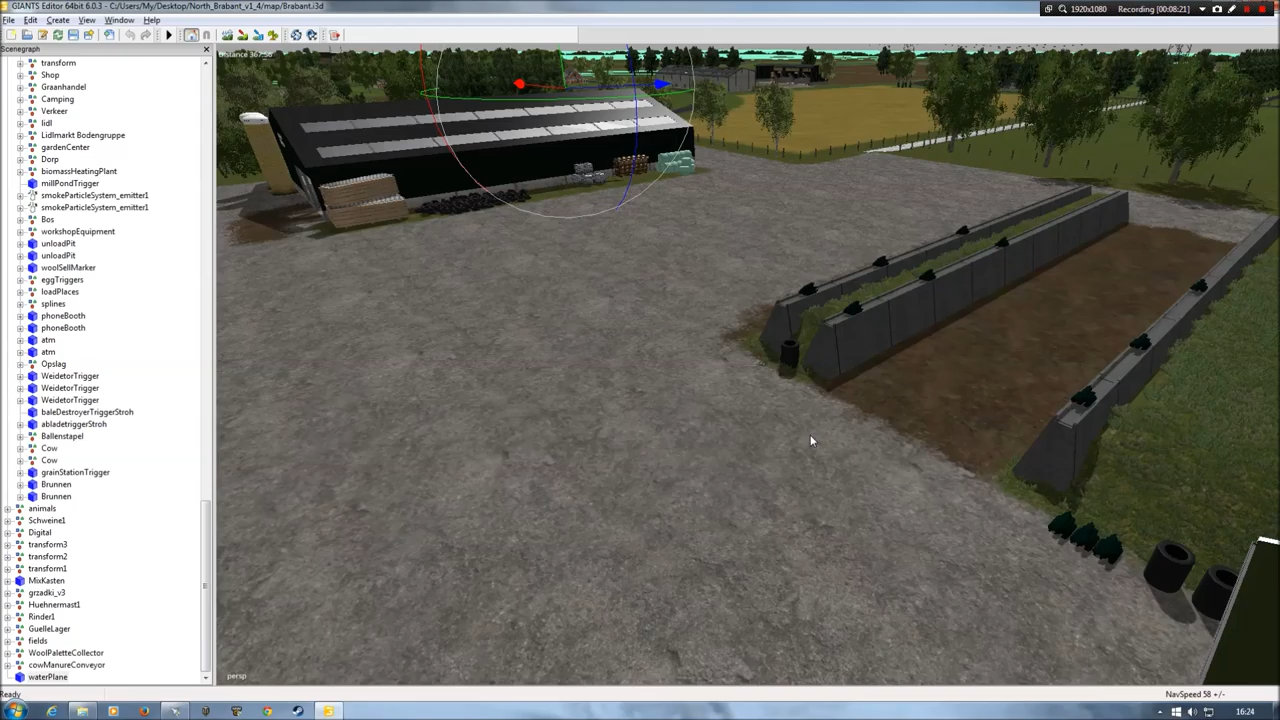 GIANTS Editor 64bit 6.0.3 - C:/Users/My/Desktop/North_Brabant_v1_4/map/Brabant.i3d
1920x1080
Recording [00:08:21]
File Edit Create View Window Help
Scenegraph
transform
Shop
Graanhandel
Camping
Verkeer
lidl
Lidlmarkt Bodengruppe
gardenCenter
Dorp
biomassHeatingPlant
millPondTrigger
smokeParticleSystem_emitter1
smokeParticleSystem_emitter1
Bos
workshopEquipment
unloadPit
unloadPit
woolSellMarker
eggTriggers
loadPlaces
splines
phoneBooth
phoneBooth
atm
atm
Opslag
WeidetorTrigger
WeidetorTrigger
WeidetorTrigger
baleDestroyerTriggerStroh
abladetriggerStroh
Ballenstapel
Cow
Cow
grainStationTrigger
Brunnen
Brunnen
animals
Schweine1
Digital
transform3
transform2
transform1
MixKasten
grzadki_v3
Huehnermast1
Rinder1
GuelleLager
fields
WoolPaletteCollector
cowManureConveyor
waterPlane
persp
Ready
NavSpeed 58 +/-
16:24